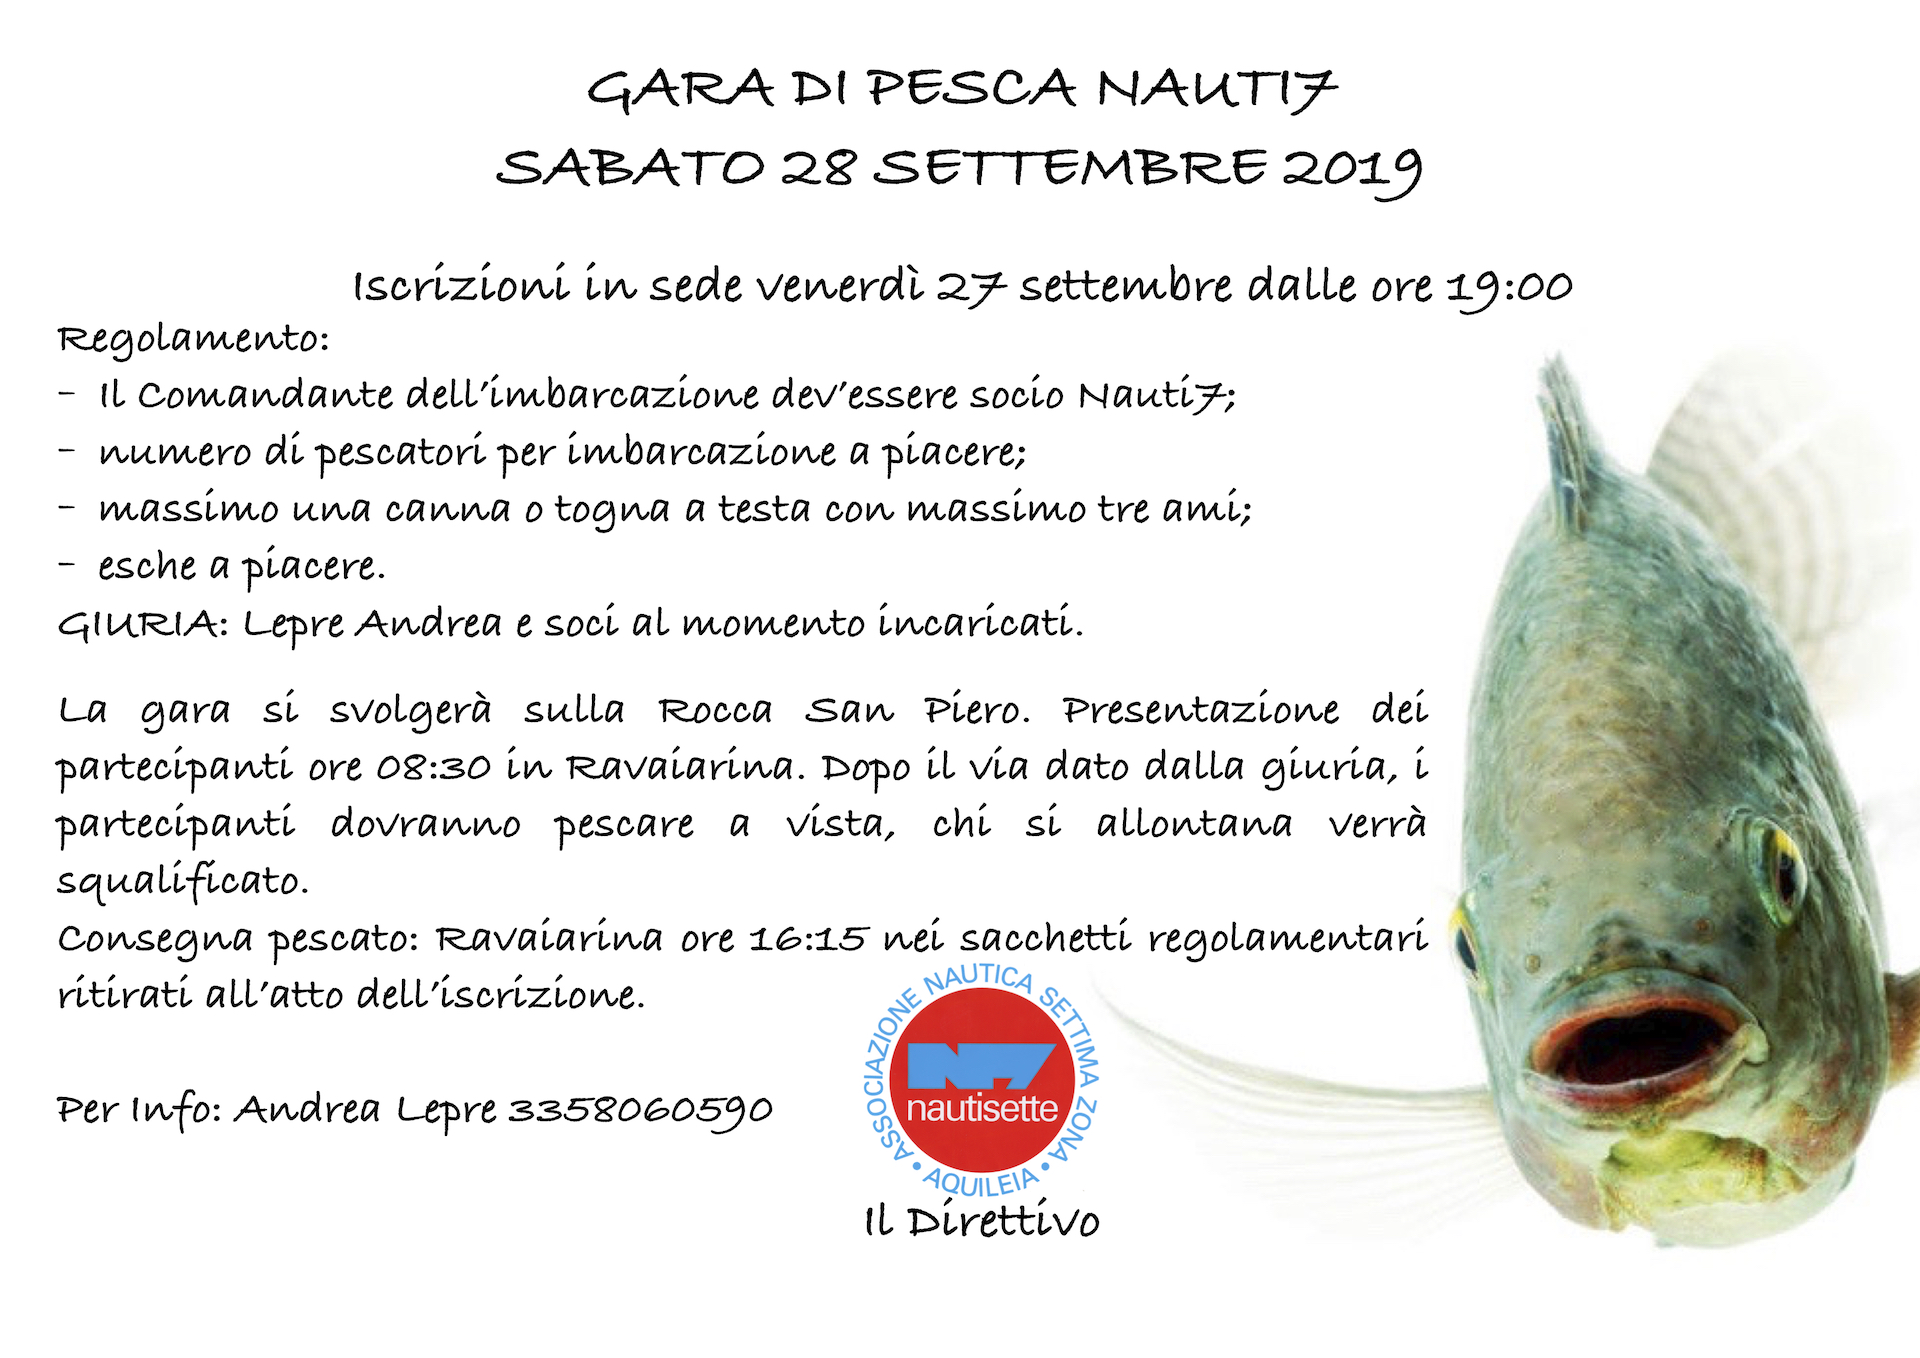 GARA DI PESCA NAUTI7
SABATO 28 SETTEMBRE 2019
Iscrizioni in sede venerdì 27 settembre dalle ore 19:00
Regolamento:
- Il Comandante dell'imbarcazione dev'essere socio Nauti7;
- numero di pescatori per imbarcazione a piacere;
- massimo una canna o togna a testa con massimo tre ami;
- esche a piacere.
GIURIA: Lepre Andrea e soci al momento incaricati.
La gara si svolgerà sulla Rocca San Piero. Presentazione dei
partecipanti ore 08:30 in Ravaiarina. Dopo il via dato dalla giuria, i
partecipanti dovranno pescare a vista, chi si allontana verrà
squalificato.
Consegna pescato: Ravaiarina ore 16:15 nei sacchetti regolamentari
ritirati all'atto dell'iscrizione.
Per Info: Andrea Lepre 3358060590
ASSOCIAZIONE NAUTICA SETTIMA ZONA
N7
nautisette
• AQUILEIA •
Il Direttivo